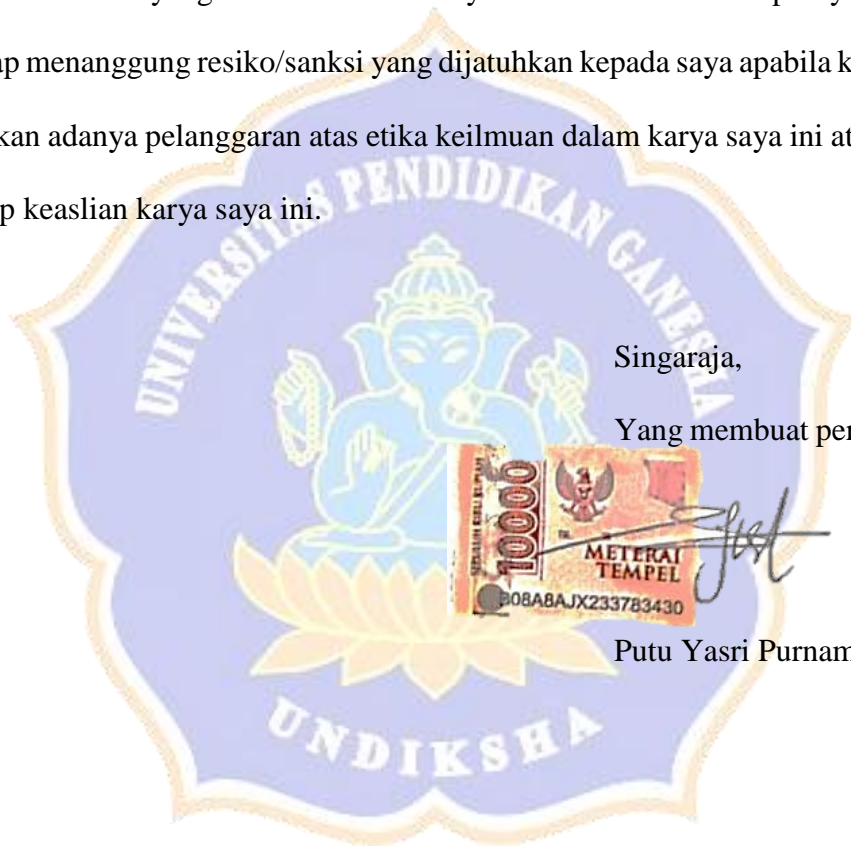 ap menanggung resiko/sanksi yang dijatuhkan kepada saya apabila k
kan adanya pelanggaran atas etika keilmuan dalam karya saya ini at
p keaslian karya saya ini.
UNIVERSITAS PENDIDIKAN GANESHA
Singaraja,
Yang membuat per
10000
METERAI
TEMPEL
B08A8AJX233783430
Putu Yasri Purnam
UNDIKSHA